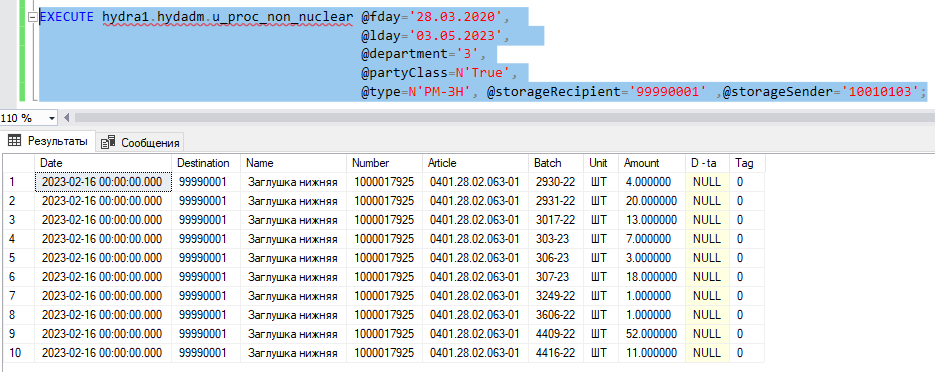 EXECUTE hydra1.hydadm.u_proc_non_nuclear @fday='28.03.2020',
@lday='03.05.2023',
@department='3',
@partyClass=N'True',
@type=N'РМ-3Н', @storageRecipient='99990001' ,@storageSender='10010103';
110 %
Результаты Сообщения
Date Destination Name Number Article Batch Unit Amount D - ta Tag
1 2023-02-16 00:00:00.000 99990001 Заглушка нижняя 1000017925 0401.28.02.063-01 2930-22 ШТ 4.000000 NULL 0
2 2023-02-16 00:00:00.000 99990001 Заглушка нижняя 1000017925 0401.28.02.063-01 2931-22 ШТ 20.000000 NULL 0
3 2023-02-16 00:00:00.000 99990001 Заглушка нижняя 1000017925 0401.28.02.063-01 3017-22 ШТ 13.000000 NULL 0
4 2023-02-16 00:00:00.000 99990001 Заглушка нижняя 1000017925 0401.28.02.063-01 303-23 ШТ 7.000000 NULL 0
5 2023-02-16 00:00:00.000 99990001 Заглушка нижняя 1000017925 0401.28.02.063-01 306-23 ШТ 3.000000 NULL 0
6 2023-02-16 00:00:00.000 99990001 Заглушка нижняя 1000017925 0401.28.02.063-01 307-23 ШТ 18.000000 NULL 0
7 2023-02-16 00:00:00.000 99990001 Заглушка нижняя 1000017925 0401.28.02.063-01 3249-22 ШТ 1.000000 NULL 0
8 2023-02-16 00:00:00.000 99990001 Заглушка нижняя 1000017925 0401.28.02.063-01 3606-22 ШТ 1.000000 NULL 0
9 2023-02-16 00:00:00.000 99990001 Заглушка нижняя 1000017925 0401.28.02.063-01 4409-22 ШТ 52.000000 NULL 0
10 2023-02-16 00:00:00.000 99990001 Заглушка нижняя 1000017925 0401.28.02.063-01 4416-22 ШТ 11.000000 NULL 0